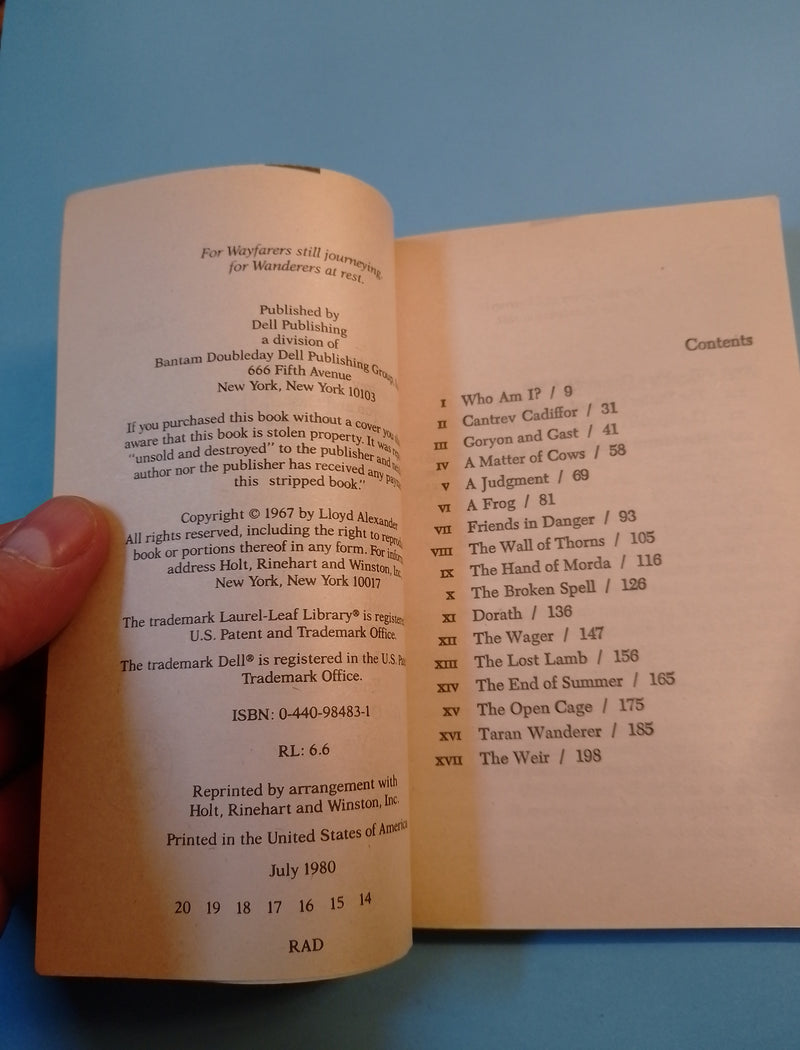 For Wayfarers still journeying,
for Wanderers at rest.
Published by
Dell Publishing
a division of
Bantam Doubleday Dell Publishing Group,
666 Fifth Avenue
New York, New York 10103
If you purchased this book without a cover you
aware that this book is stolen property. It was
"unsold and destroyed" to the publisher and
author nor the publisher has received any
this stripped book."
Copyright © 1967 by Lloyd Alexander
All rights reserved, including the right to
book or portions thereof in any form. For
address Holt, Rinehart and Winston, Inc.
New York, New York 10017
The trademark Laurel-Leaf Library® is
U.S. Patent and Trademark Office.
The trademark Dell® is registered in the U.S.
Trademark Office.
ISBN: 0-440-98483-1
RL: 6.6
Reprinted by arrangement with
Holt, Rinehart and Winston, Inc.
Printed in the United States of America
July 1980
20 19 18 17 16 15 14
RAD
Contents
I Who Am I? / 9
II Cantrev Cadiffor / 31
III Goryon and Gast / 41
IV A Matter of Cows / 58
V A Judgment / 69
VI A Frog / 81
VII Friends in Danger / 93
VIII The Wall of Thorns / 105
IX The Hand of Morda / 116
X The Broken Spell / 126
XI Dorath / 136
XII The Wager / 147
XIII The Lost Lamb / 156
XIV The End of Summer / 165
XV The Open Cage / 175
XVI Taran Wanderer / 185
XVII The Weir / 198